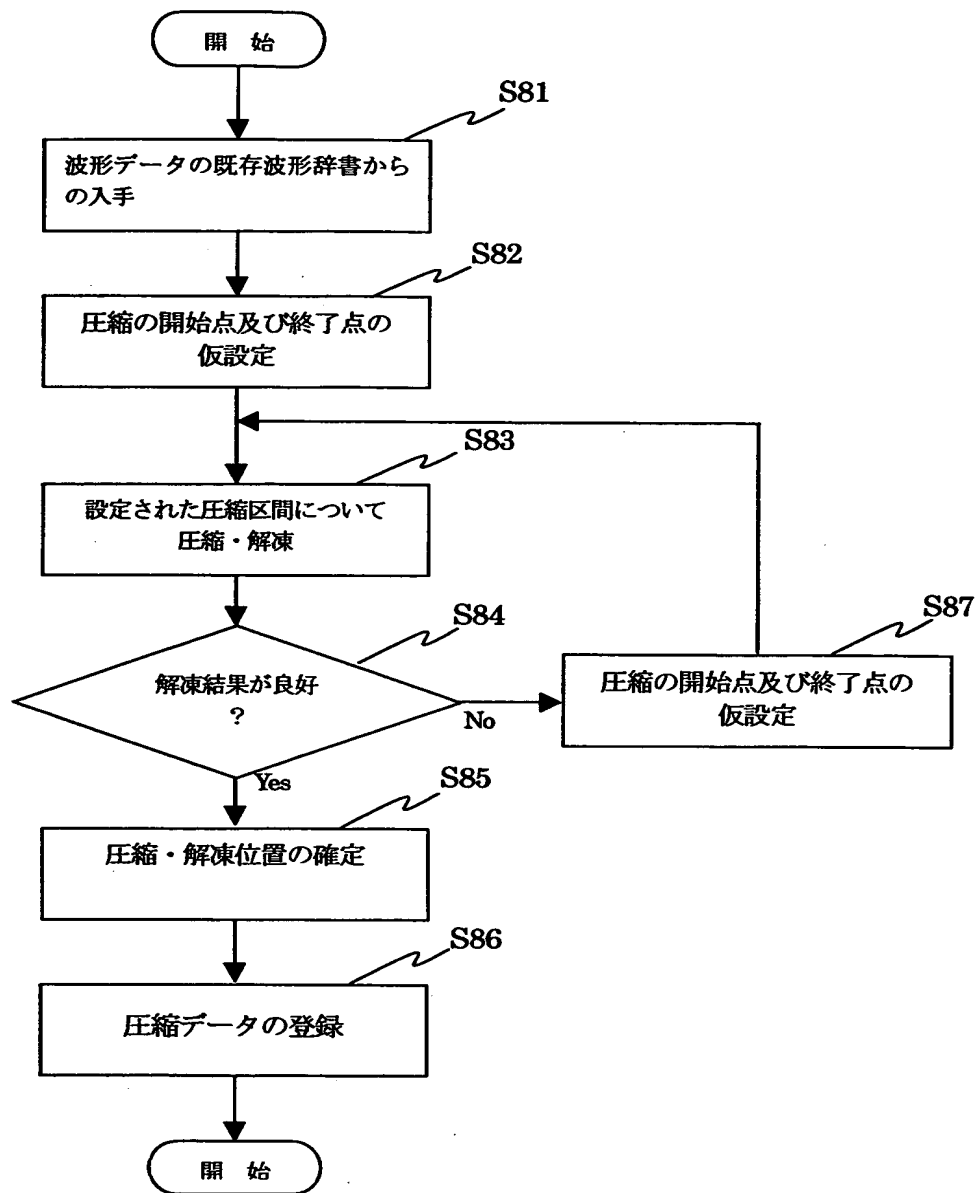 開 始
S81
波形データの既存波形辞書から
の入手
S82
圧縮の開始点及び終了点の
仮設定
S83
設定された圧縮区間について
圧縮・解凍
S84
解凍結果が良好
?
No
Yes
S87
圧縮の開始点及び終了点の
仮設定
S85
圧縮・解凍位置の確定
S86
圧縮データの登録
開 始